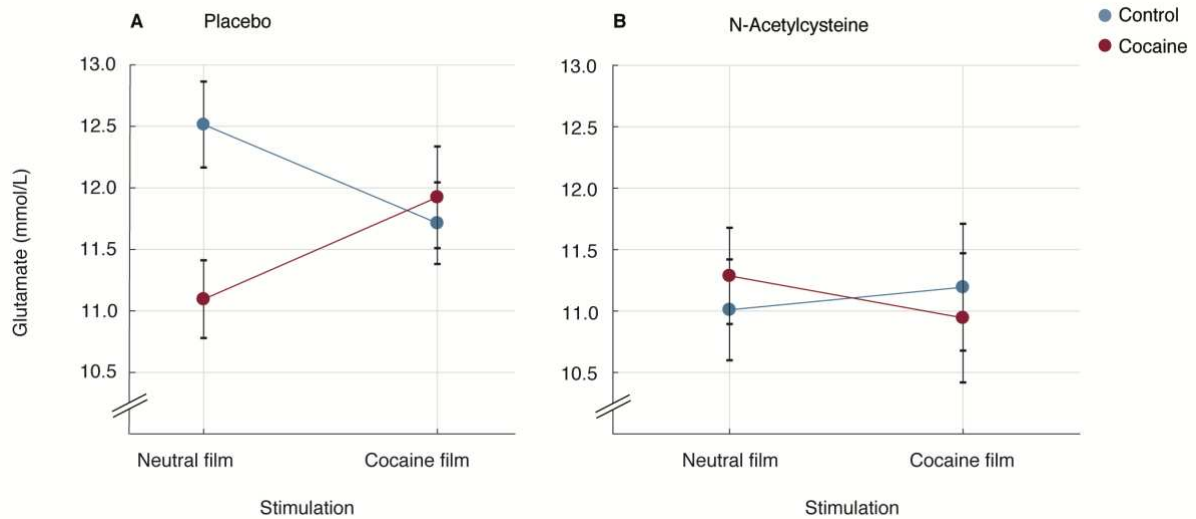 A Placebo
B N-Acetylcysteine
Control
Cocaine
Glutamate (mmol/L)
13.0
12.5
12.0
11.5
11.0
10.5
Neutral film Cocaine film
Stimulation
13.0
12.5
12.0
11.5
11.0
10.5
Neutral film Cocaine film
Stimulation